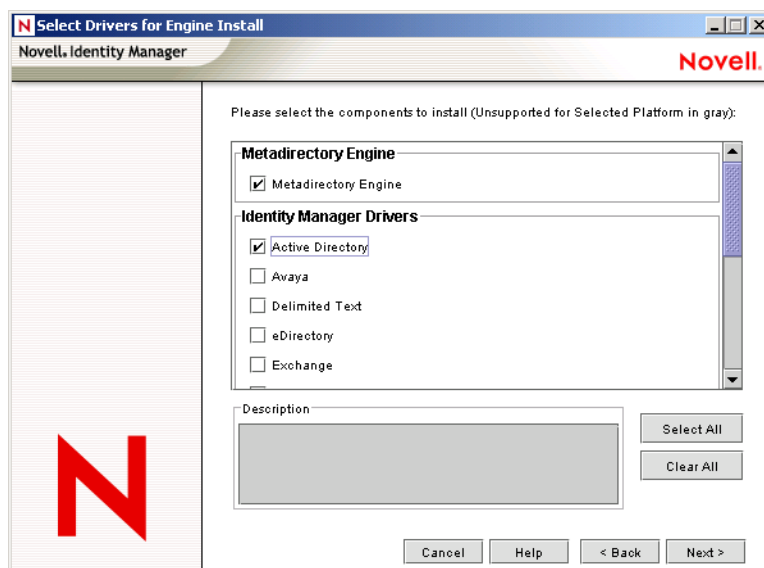 N Select Drivers for Engine Install
Novell. Identity Manager
Novell.
Please select the components to install (Unsupported for Selected Platform in gray):
Metadirectory Engine
Metadirectory Engine
Identity Manager Drivers
Active Directory
Avaya
Delimited Text
eDirectory
Exchange
Description
Select All
Clear All
N
Cancel Help < Back Next >